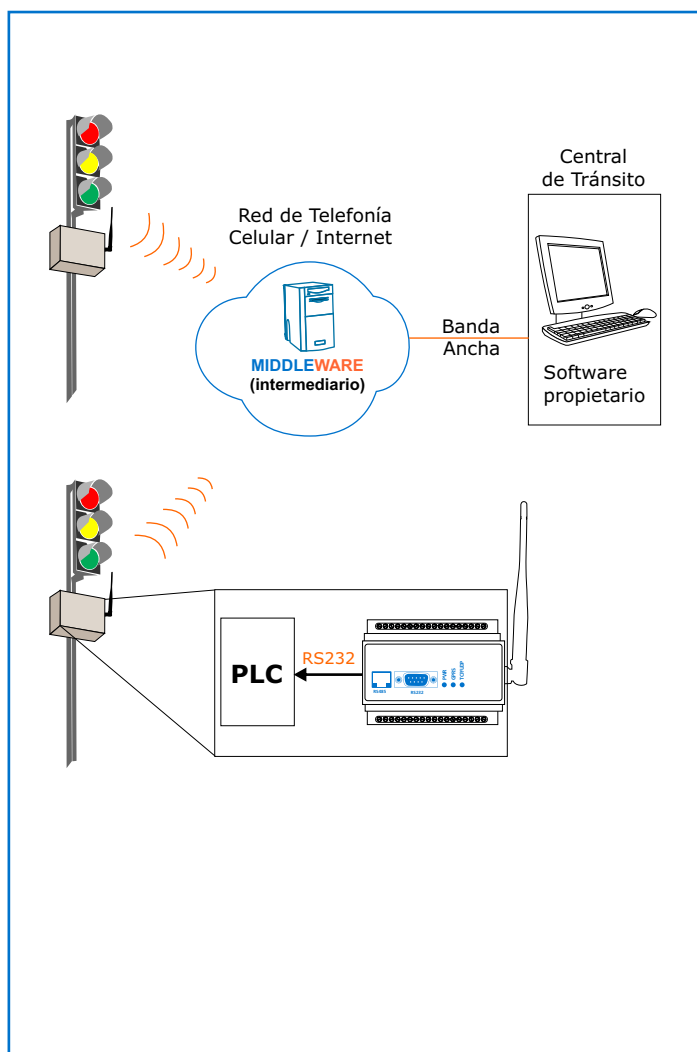 Central
de Tránsito
Red de Telefonía
Celular / Internet
MIDDLEWARE
(intermediario)
Banda
Ancha
Software
propietario
PLC
RS232
RS485
RS232
PWR
GPRS
TCP/UDP